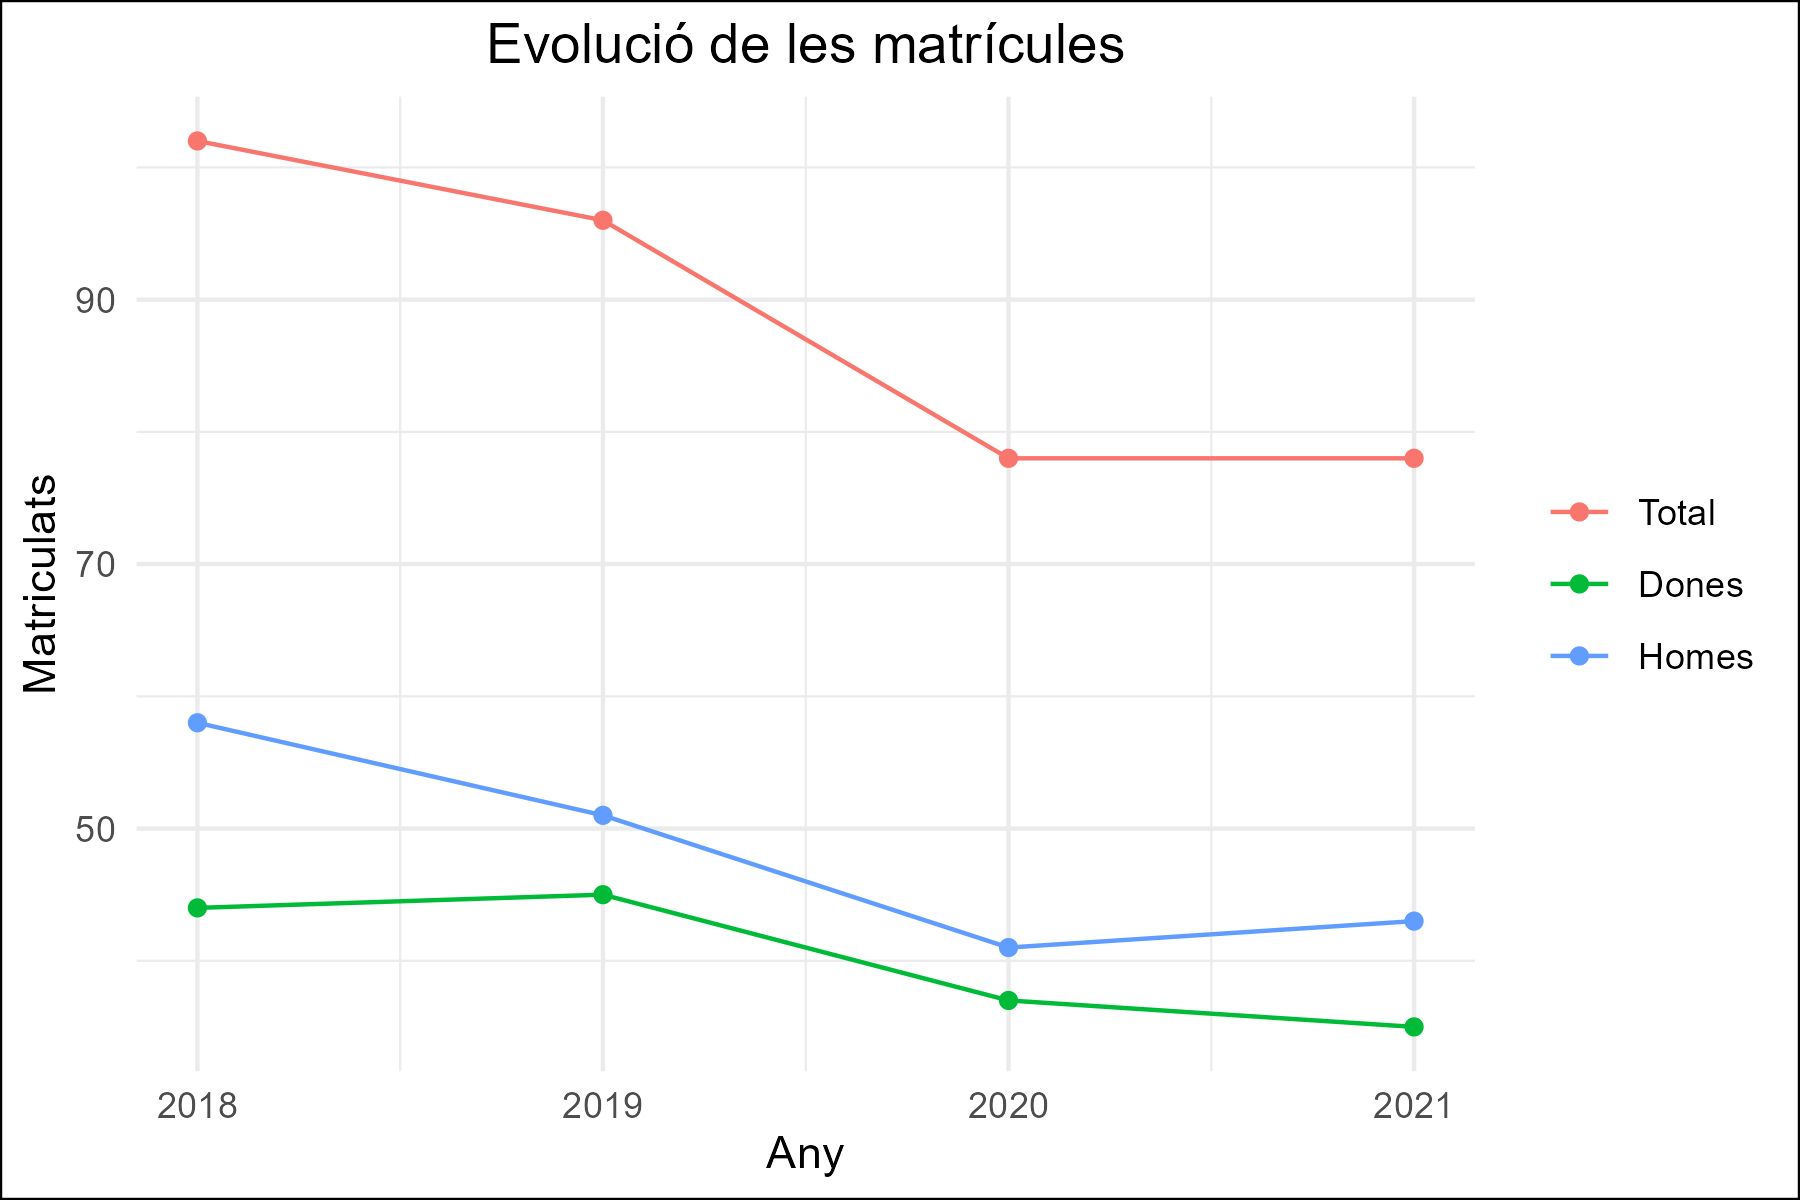 Evolució de les matrícules
Matriculats
90
70
50
2018
2019
2020
2021
Any
Total
Dones
Homes